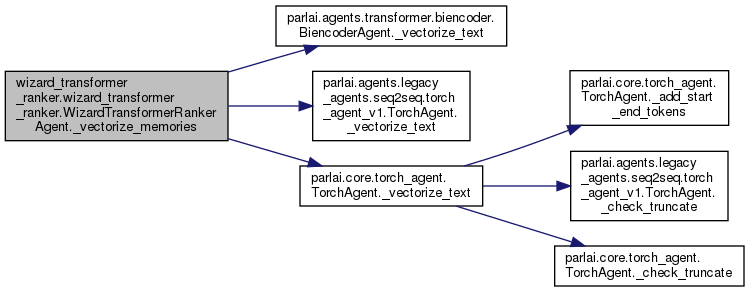 parlai.agents.transformer.biencoder.
BiencoderAgent._vectorize_text
wizard_transformer
_ranker.wizard_transformer
_ranker.WizardTransformerRanker
Agent._vectorize_memories
parlai.agents.legacy
_agents.seq2seq.torch
_agent_v1.TorchAgent.
_vectorize_text
parlai.core.torch_agent.
TorchAgent._vectorize_text
parlai.core.torch_agent.
TorchAgent._add_start
_end_tokens
parlai.agents.legacy
_agents.seq2seq.torch
_agent_v1.TorchAgent.
_check_truncate
parlai.core.torch_agent.
TorchAgent._check_truncate